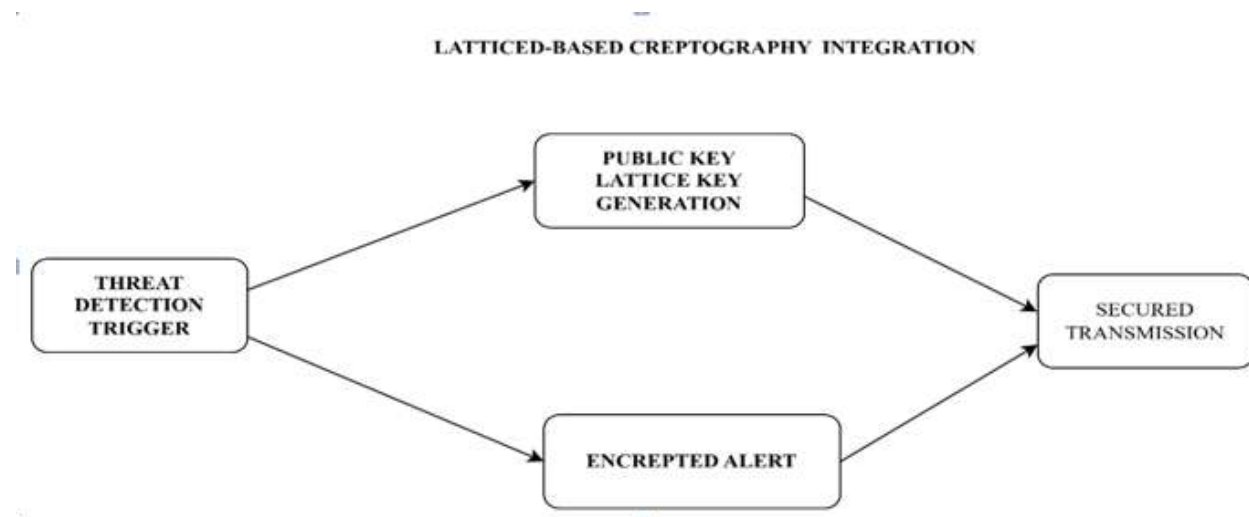 LATTICED-BASED CREPTOGRAPHY INTEGRATION
PUBLIC KEY
LATTICE KEY
GENERATION
THREAT
DETECTION
TRIGGER
SECURED
TRANSMISSION
ENCREPTED ALERT